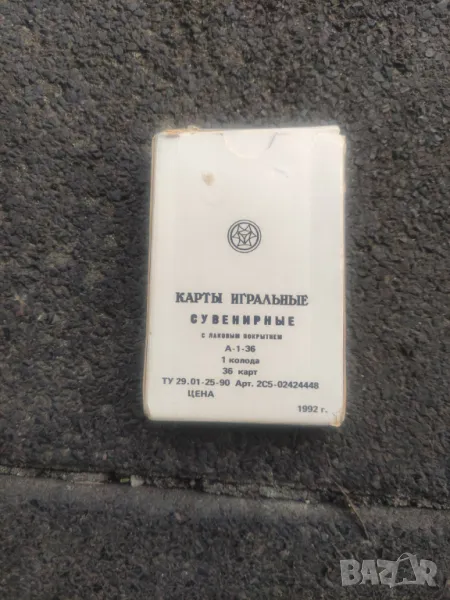 КАРТЫ ИГРАЛЬНЫЕ
СУВЕНИРНЫЕ
С ЛАКОВЫМ ПОКРЫТИЕМ
А-1-36
1 колода
36 карт
ТУ 29.01-25-90 Арт. 2С5-02424448
ЦЕНА
1992 г.
BAZAR